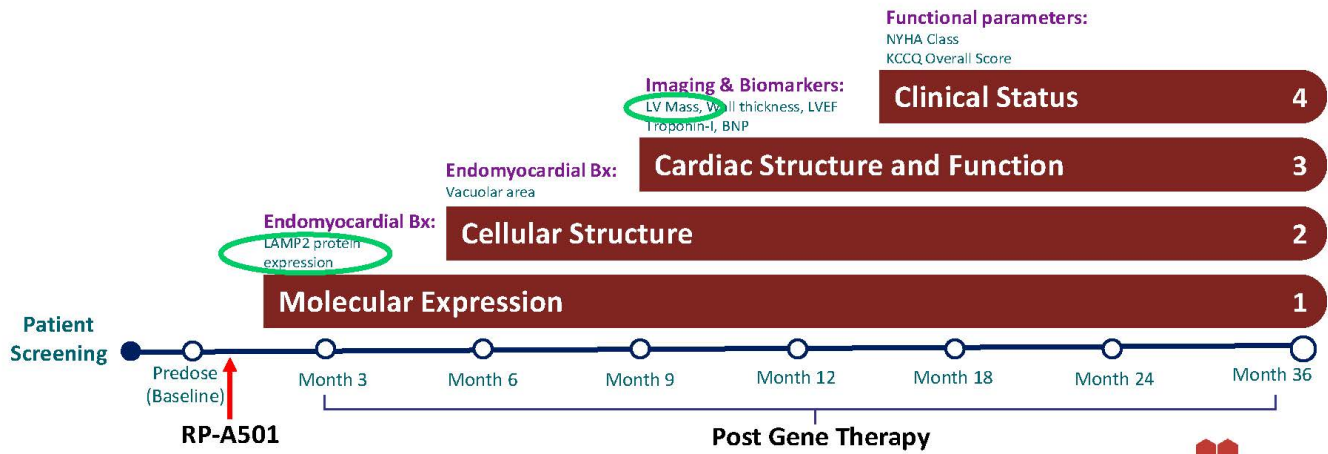 Functional parameters:
NYHA Class
KCCQ Overall Score
Clinical Status 4
Imaging & Biomarkers:
LV Mass, Wall thickness, LVEF
Troponin-I, BNP
Cardiac Structure and Function 3
Endomyocardial Bx:
Vacuolar area
Cellular Structure 2
Endomyocardial Bx:
LAMP2 protein
expression
Molecular Expression 1
Patient
Screening
Predose
(Baseline)
Month 3
Month 6
Month 9
Month 12
Month 18
Month 24
Month 36
RP-A501
Post Gene Therapy